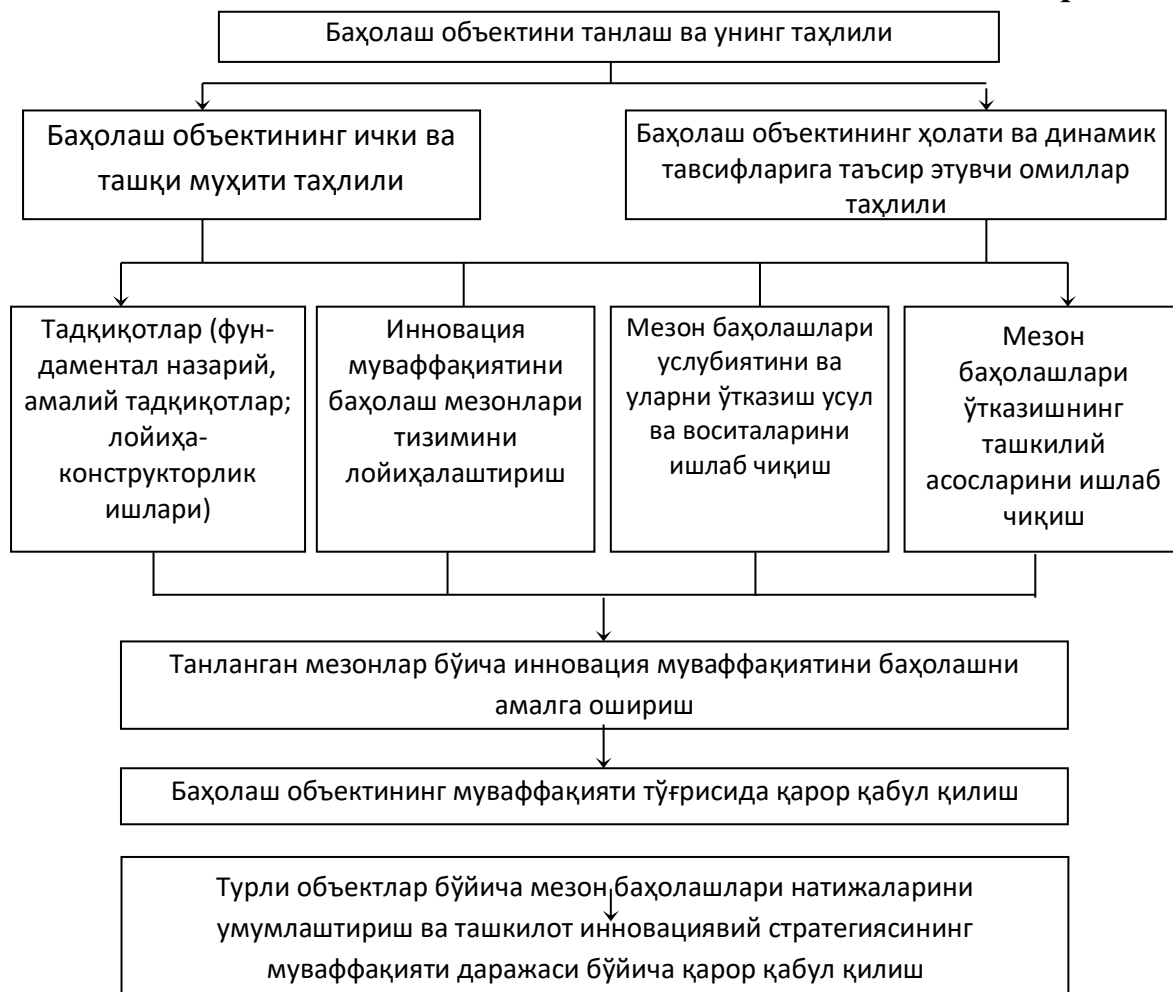 Баҳолаш объектини танлаш ва унинг таҳлили
Баҳолаш объектининг ички ва
ташқи муҳити таҳлили
Баҳолаш объектининг ҳолати ва динамик
тавсифларига таъсир этувчи омиллар
таҳлили
Тадқиқотлар (фун-
даментал назарий,
амалий тадқиқотлар;
лойиҳа-
конструкторлик
ишлари)
Инновация
муваффақиятини
баҳолаш мезонлари
тизимини
лойиҳалаштириш
Мезон баҳолашлари
услубиятини ва
уларни ўтказиш усул
ва воситаларини
ишлаб чиқиш
Мезон
баҳолашлари
ўтказишнинг
ташкилий
асосларини ишлаб
чиқиш
Танланган мезонлар бўйича инновация муваффақиятини баҳолашни
амалга ошириш
Баҳолаш объектининг муваффақияти тўғрисида қарор қабул қилиш
Турли объектлар бўйича мезон баҳолашлари натижаларини
умумлаштириш ва ташкилот инновациявий стратегиясининг
муваффақияти даражаси бўйича қарор қабул қилиш